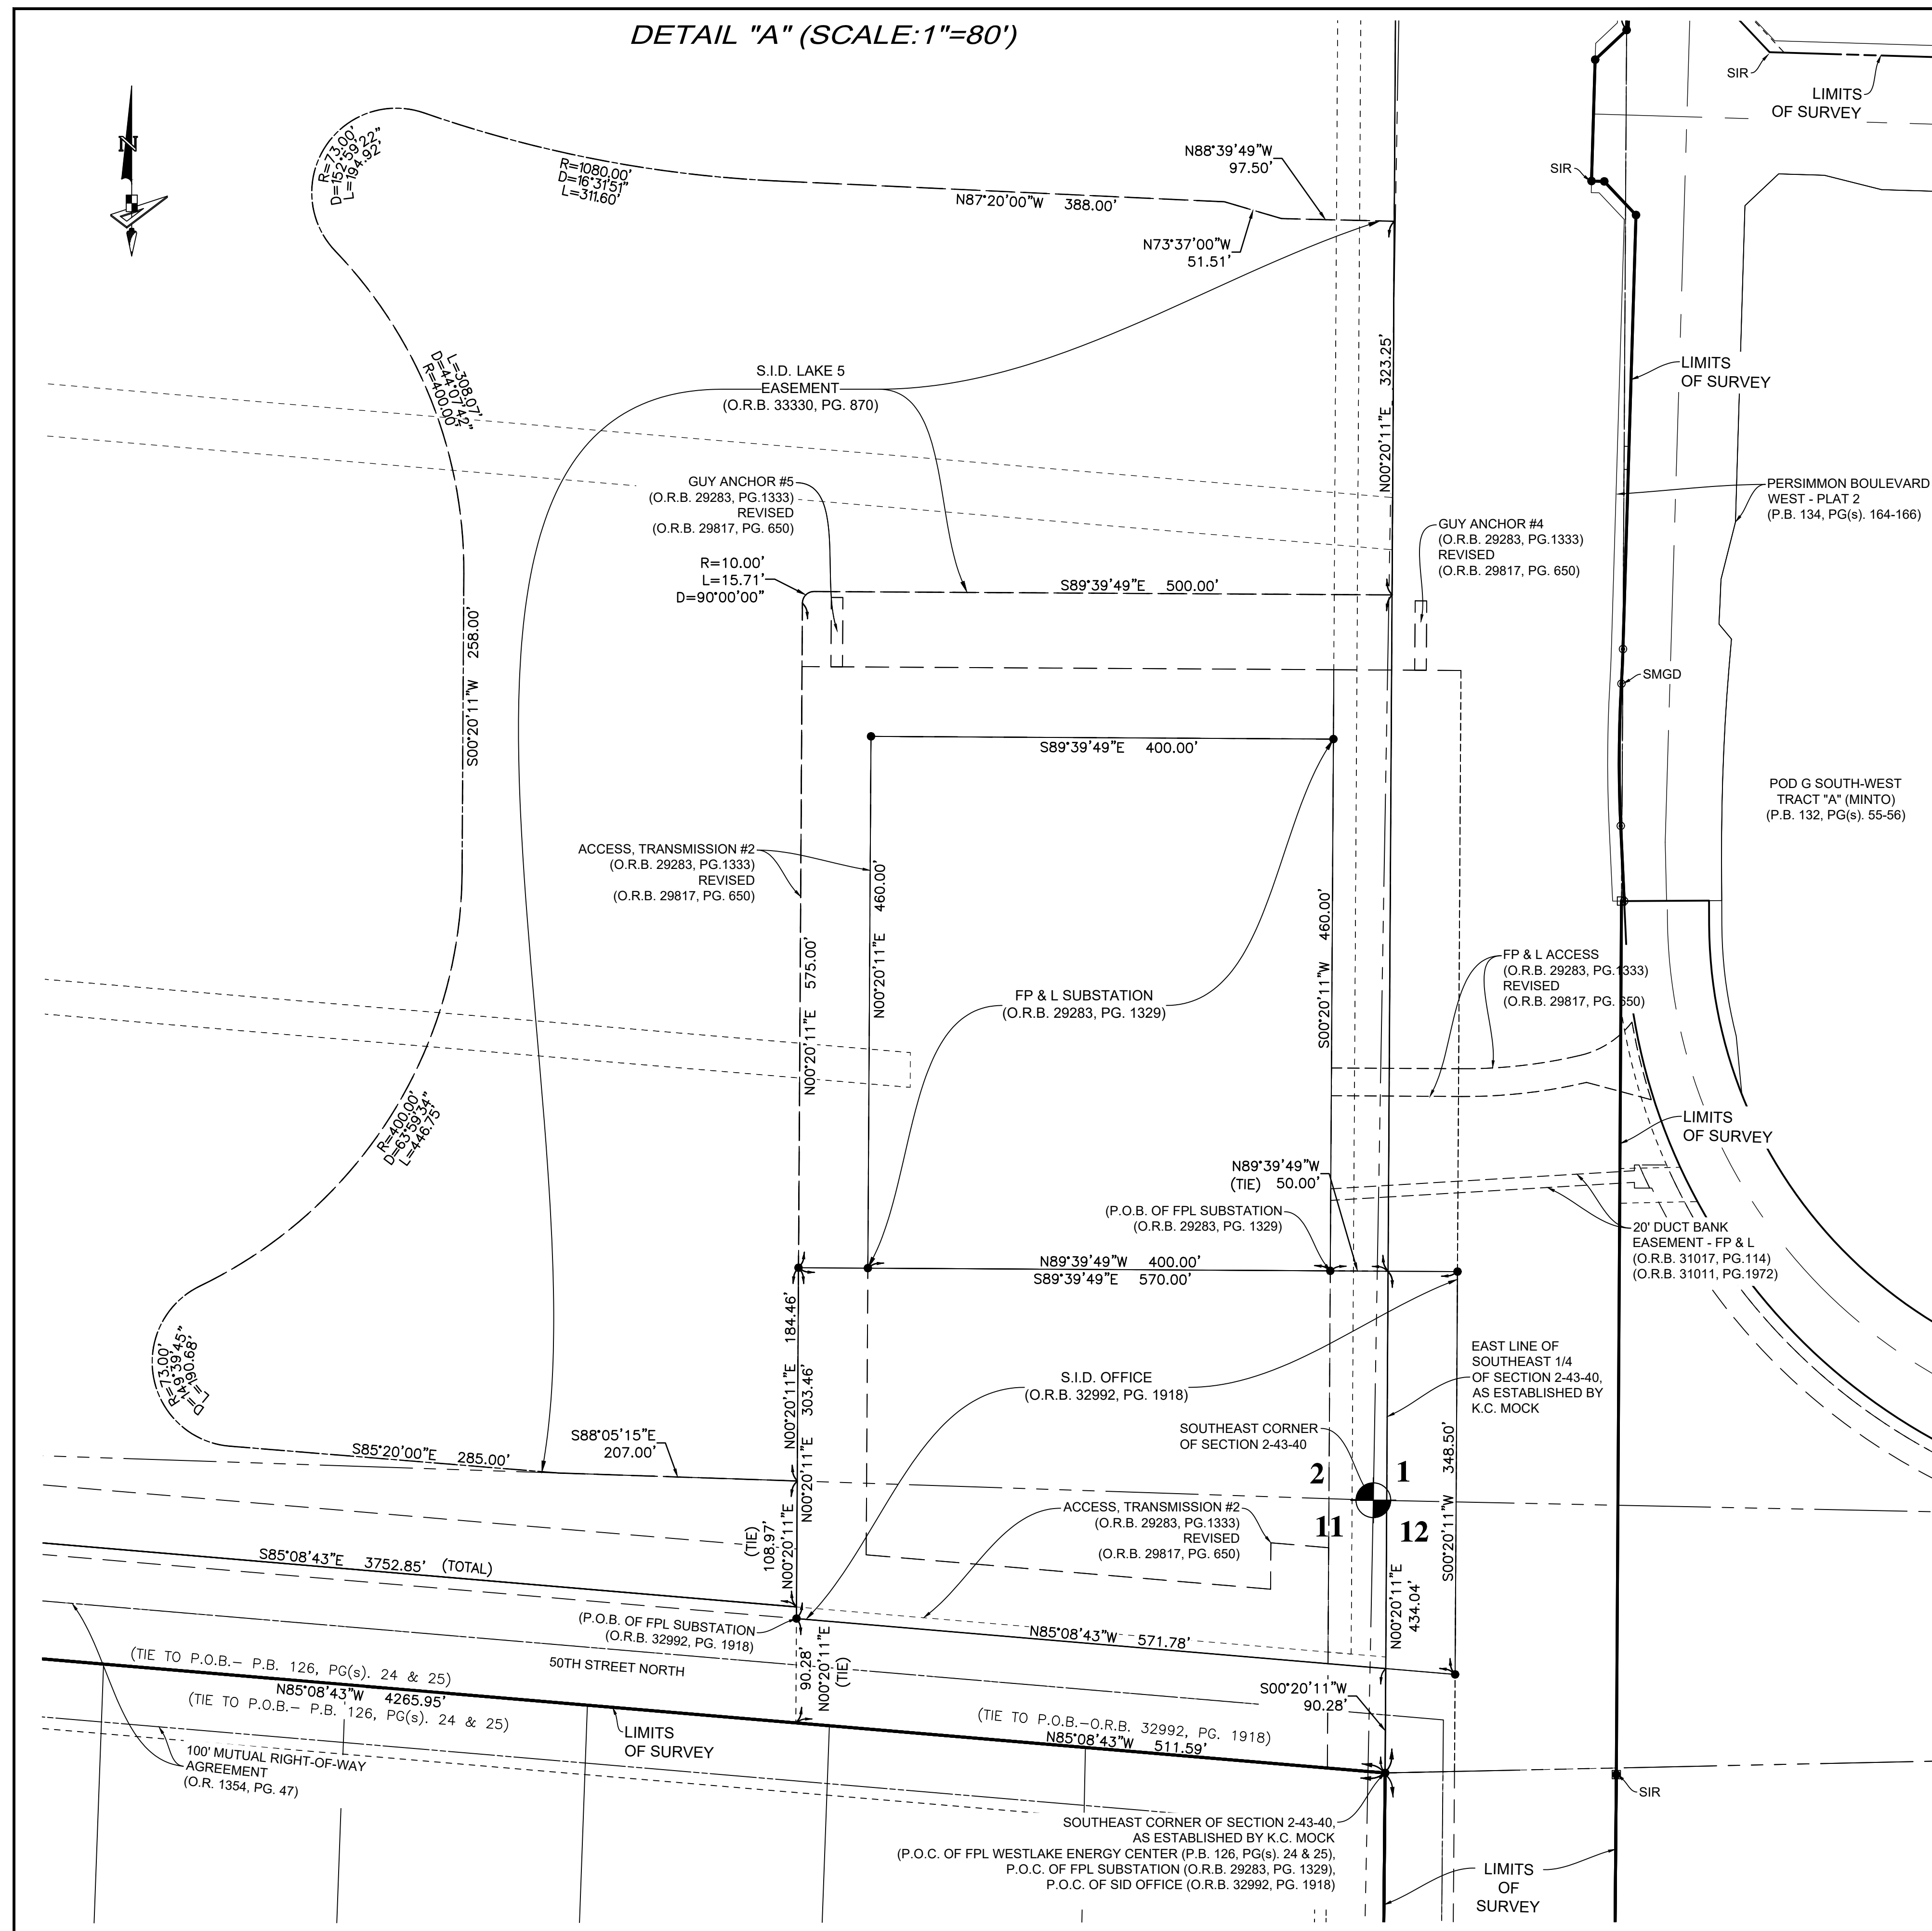 DETAIL "A" (SCALE:1"=80')
N
R=73.00'
D=152°59'22"
L=194.92'
R=1080.00'
D=16°31'51"
L=311.60'
N87°20'00"W 388.00'
N88°39'49"W
97.50'
N73°37'00"W
51.51'
SIR
LIMITS
OF SURVEY
SIR
L=308.07'
D=44°07'42"
R=400.00'
S.I.D. LAKE 5
EASEMENT
(O.R.B. 33330, PG. 870)
N00°20'11"E 323.25'
LIMITS
OF SURVEY
GUY ANCHOR #5
(O.R.B. 29283, PG.1333)
REVISED
(O.R.B. 29817, PG. 650)
GUY ANCHOR #4
(O.R.B. 29283, PG.1333)
REVISED
(O.R.B. 29817, PG. 650)
PERSIMMON BOULEVARD
WEST - PLAT 2
(P.B. 134, PG(s). 164-166)
R=10.00'
L=15.71'
D=90°00'00"
S89°39'49"E 500.00'
S00°20'11"W 258.00'
SMGD
S89°39'49"E 400.00'
POD G SOUTH-WEST
TRACT "A" (MINTO)
(P.B. 132, PG(s). 55-56)
ACCESS, TRANSMISSION #2
(O.R.B. 29283, PG.1333)
REVISED
(O.R.B. 29817, PG. 650)
N00°20'11"E 575.00'
N00°20'11"E 460.00'
S00°20'11"W 460.00'
FP & L SUBSTATION
(O.R.B. 29283, PG. 1329)
FP & L ACCESS
(O.R.B. 29283, PG.1333)
REVISED
(O.R.B. 29817, PG. 650)
R=400.00'
D=63°59'34"
L=446.75'
LIMITS
OF SURVEY
N89°39'49"W
(TIE) 50.00'
(P.O.B. OF FPL SUBSTATION
(O.R.B. 29283, PG. 1329)
20' DUCT BANK
EASEMENT - FP & L
(O.R.B. 31017, PG.114)
(O.R.B. 31011, PG.1972)
N89°39'49"W 400.00'
S89°39'49"E 570.00'
R=73.00'
D=149°39'45"
L=190.68'
N00°20'11"E 184.46'
N00°20'11"E 303.46'
S.I.D. OFFICE
(O.R.B. 32992, PG. 1918)
EAST LINE OF
SOUTHEAST 1/4
OF SECTION 2-43-40,
AS ESTABLISHED BY
K.C. MOCK
SOUTHEAST CORNER
OF SECTION 2-43-40
S85°20'00"E 285.00'
S88°05'15"E
207.00'
2
1
11
12
S00°20'11"W 348.50'
ACCESS, TRANSMISSION #2
(O.R.B. 29283, PG.1333)
REVISED
(O.R.B. 29817, PG. 650)
(TIE)
108.97'
N00°20'11"E
S85°08'43"E 3752.85' (TOTAL)
N00°20'11"E
434.04'
(P.O.B. OF FPL SUBSTATION
(O.R.B. 32992, PG. 1918)
N85°08'43"W 571.78'
90.28'
N00°20'11"E
(TIE)
50TH STREET NORTH
(TIE TO P.O.B.- P.B. 126, PG(s). 24 & 25)
N85°08'43"W 4265.95'
(TIE TO P.O.B.- P.B. 126, PG(s). 24 & 25)
S00°20'11"W
90.28'
LIMITS
OF SURVEY
(TIE TO P.O.B.-O.R.B. 32992, PG. 1918)
N85°08'43"W 511.59'
100' MUTUAL RIGHT-OF-WAY
AGREEMENT
(O.R. 1354, PG. 47)
SIR
SOUTHEAST CORNER OF SECTION 2-43-40,
AS ESTABLISHED BY K.C. MOCK
(P.O.C. OF FPL WESTLAKE ENERGY CENTER (P.B. 126, PG(s). 24 & 25),
P.O.C. OF FPL SUBSTATION (O.R.B. 29283, PG. 1329),
P.O.C. OF SID OFFICE (O.R.B. 32992, PG. 1918)
LIMITS
OF
SURVEY